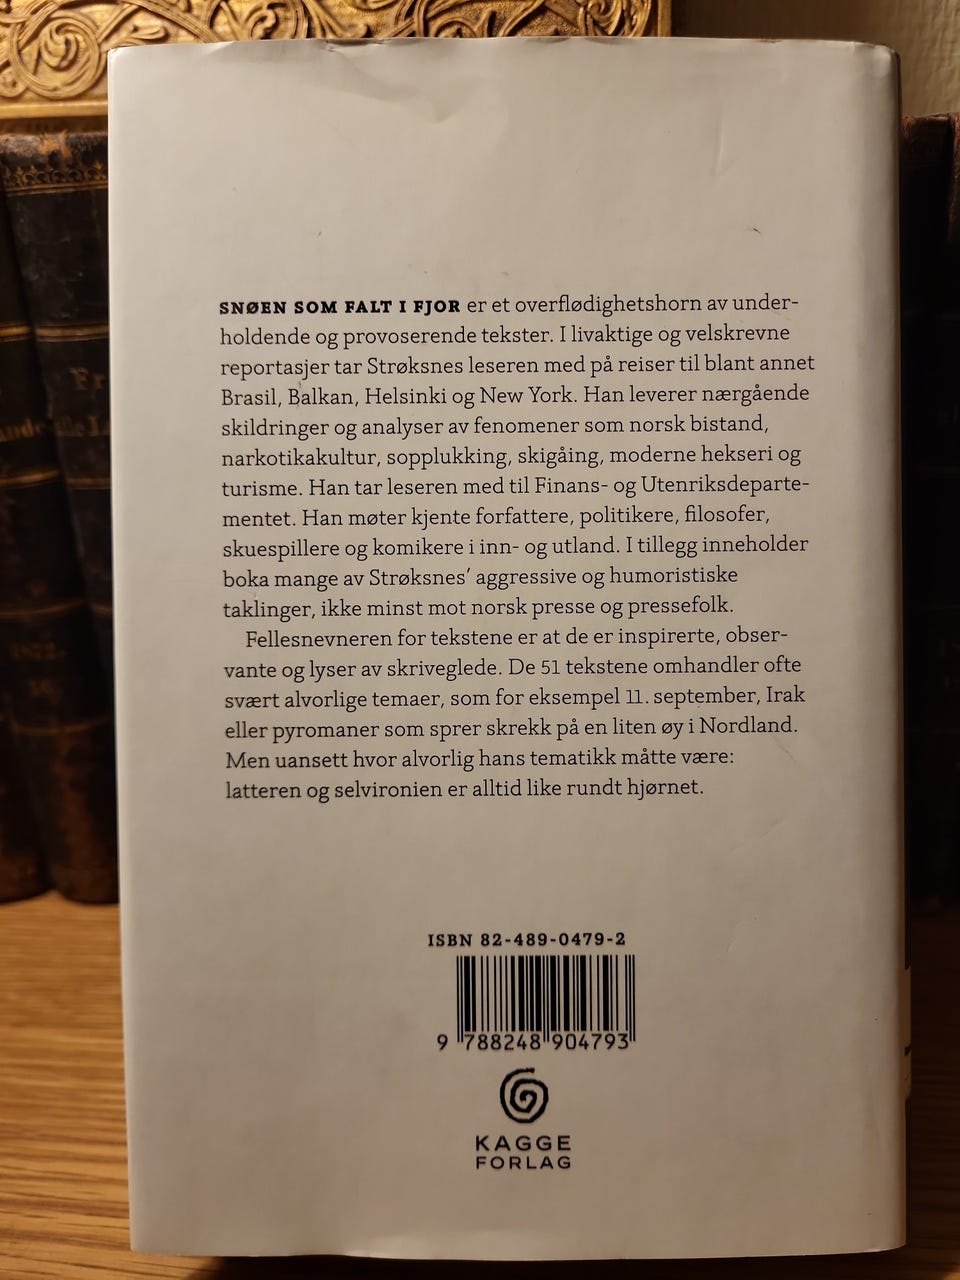 SNØEN SOM FALT I FJOR er et overflødighetshorn av under-
holdende og provoserende tekster. I livaktige og velskrevne
reportasjer tar Strøksnes leseren med på reiser til blant annet
Brasil, Balkan, Helsinki og New York. Han leverer nærgående
skildringer og analyser av fenomener som norsk bistand,
narkotikakultur, sopplukking, skigåing, moderne hekseri og
turisme. Han tar leseren med til Finans- og Utenriksdeparte-
mentet. Han møter kjente forfattere, politikere, filosofer,
skuespillere og komikere i inn- og utland. I tillegg inneholder
boka mange av Strøksnes’ aggressive og humoristiske
taklinger, ikke minst mot norsk presse og pressefolk.
Fellesnevneren for tekstene er at de er inspirerte, obser-
vante og lyser av skriveglede. De 51 tekstene omhandler ofte
svært alvorlige temaer, som for eksempel 11. september, Irak
eller pyromaner som sprer skrekk på en liten øy i Nordland.
Men uansett hvor alvorlig hans tematikk måtte være:
latteren og selvironien er alltid like rundt hjørnet.
ISBN 82-489-0479-2
9 788248 904793
KAGGE
FORLAG